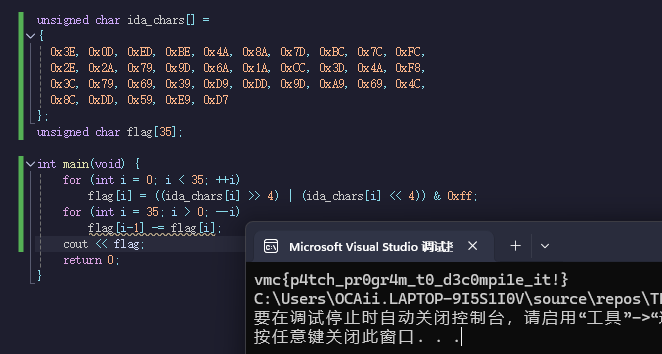 unsigned char ida_chars[] =
{
0x3E, 0x0D, 0xED, 0xBE, 0x4A, 0x8A, 0x7D, 0xBC, 0x7C, 0xFC,
0x2E, 0x2A, 0x79, 0x9D, 0x6A, 0x1A, 0xCC, 0x3D, 0x4A, 0xF8,
0x3C, 0x79, 0x69, 0x39, 0xD9, 0xDD, 0x9D, 0xA9, 0x69, 0x4C,
0x8C, 0xDD, 0x59, 0xE9, 0xD7
};
unsigned char flag[35];
int main(void) {
for (int i = 0; i < 35; ++i)
flag[i] = ((ida_chars[i] >> 4) | (ida_chars[i] << 4)) & 0xff;
for (int i = 35; i > 0; --i)
flag[i-1] -= flag[i];
cout << flag;
return 0;
}
Microsoft Visual Studio 调试
vmc{p4tch_pr0gr4m_t0_d3c0mpi1e_it!}
C:\Users\OCAii.LAPTOP-9I5S1I0V\source\repos\
要在调试停止时自动关闭控制台，请启用“工具”->“
按任意键关闭此窗口. . .